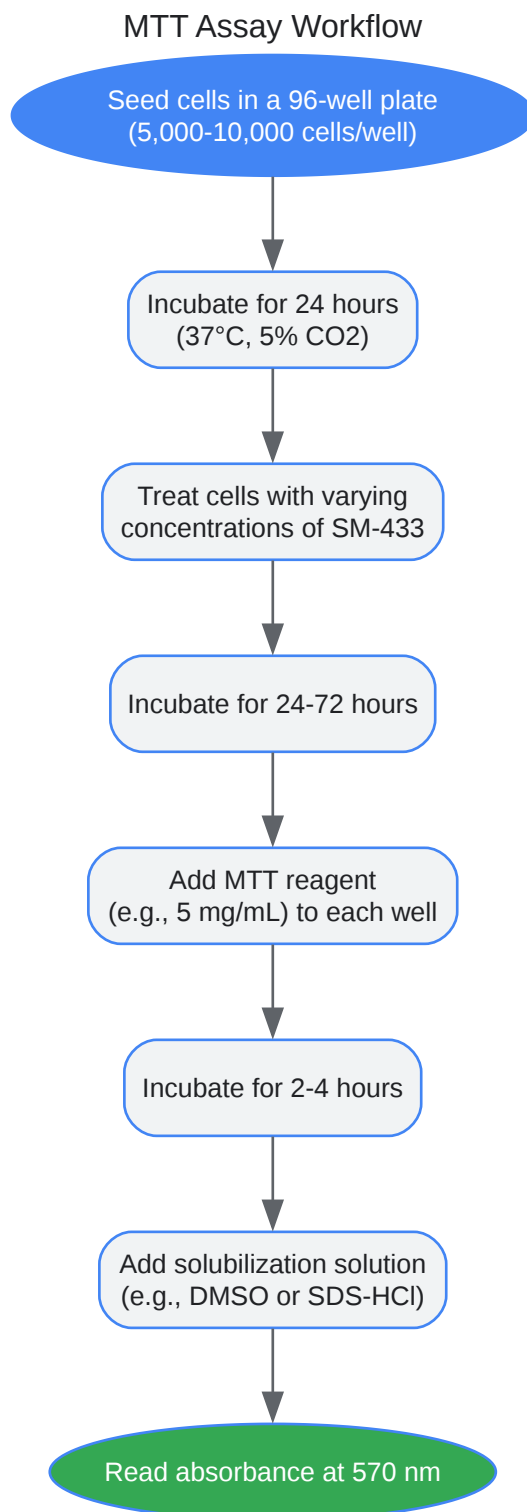 MTT Assay Workflow
Seed cells in a 96-well plate
(5,000-10,000 cells/well)
Incubate for 24 hours
(37°C, 5% CO2)
Treat cells with varying
concentrations of SM-433
Incubate for 24-72 hours
Add MTT reagent
(e.g., 5 mg/mL) to each well
Incubate for 2-4 hours
Add solubilization solution
(e.g., DMSO or SDS-HCl)
Read absorbance at 570 nm